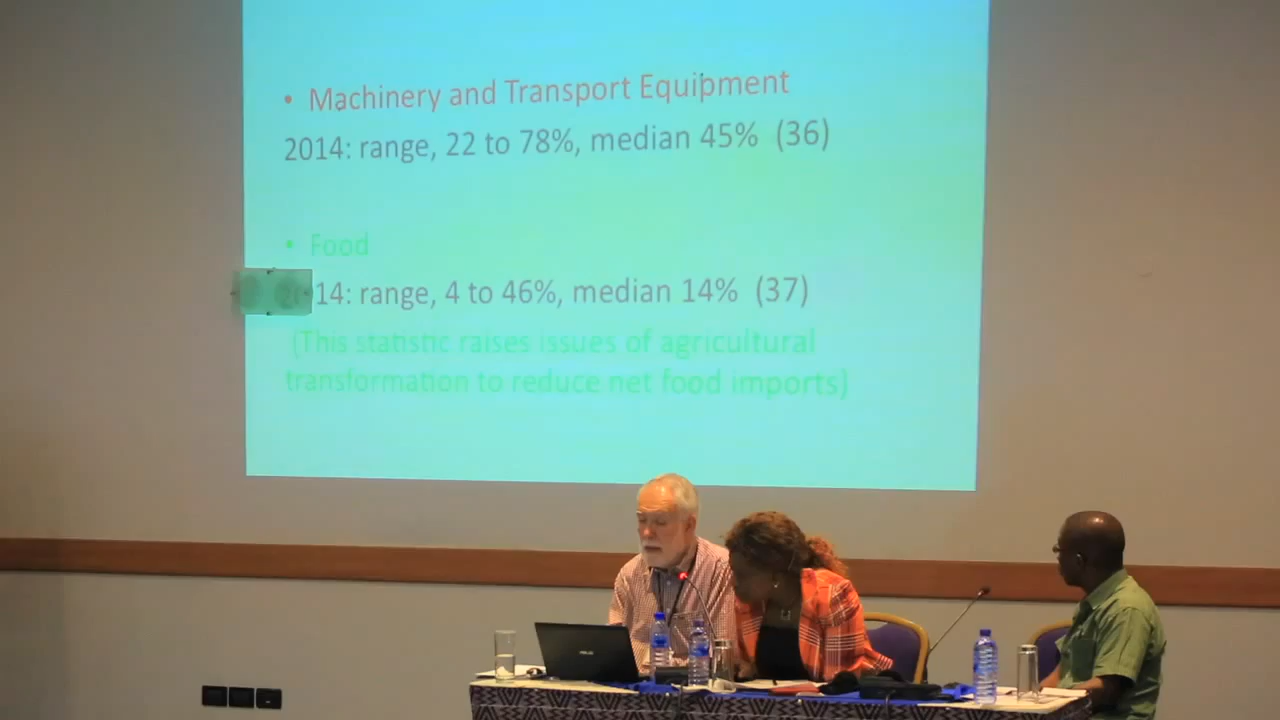 • Machinery and Transport Equipment
2014: range, 22 to 78%, median 45% (36)
• Food
14: range, 4 to 46%, median 14% (37)
(This statistic raises issues of agricultural
transformation to reduce net food imports)
ASUS